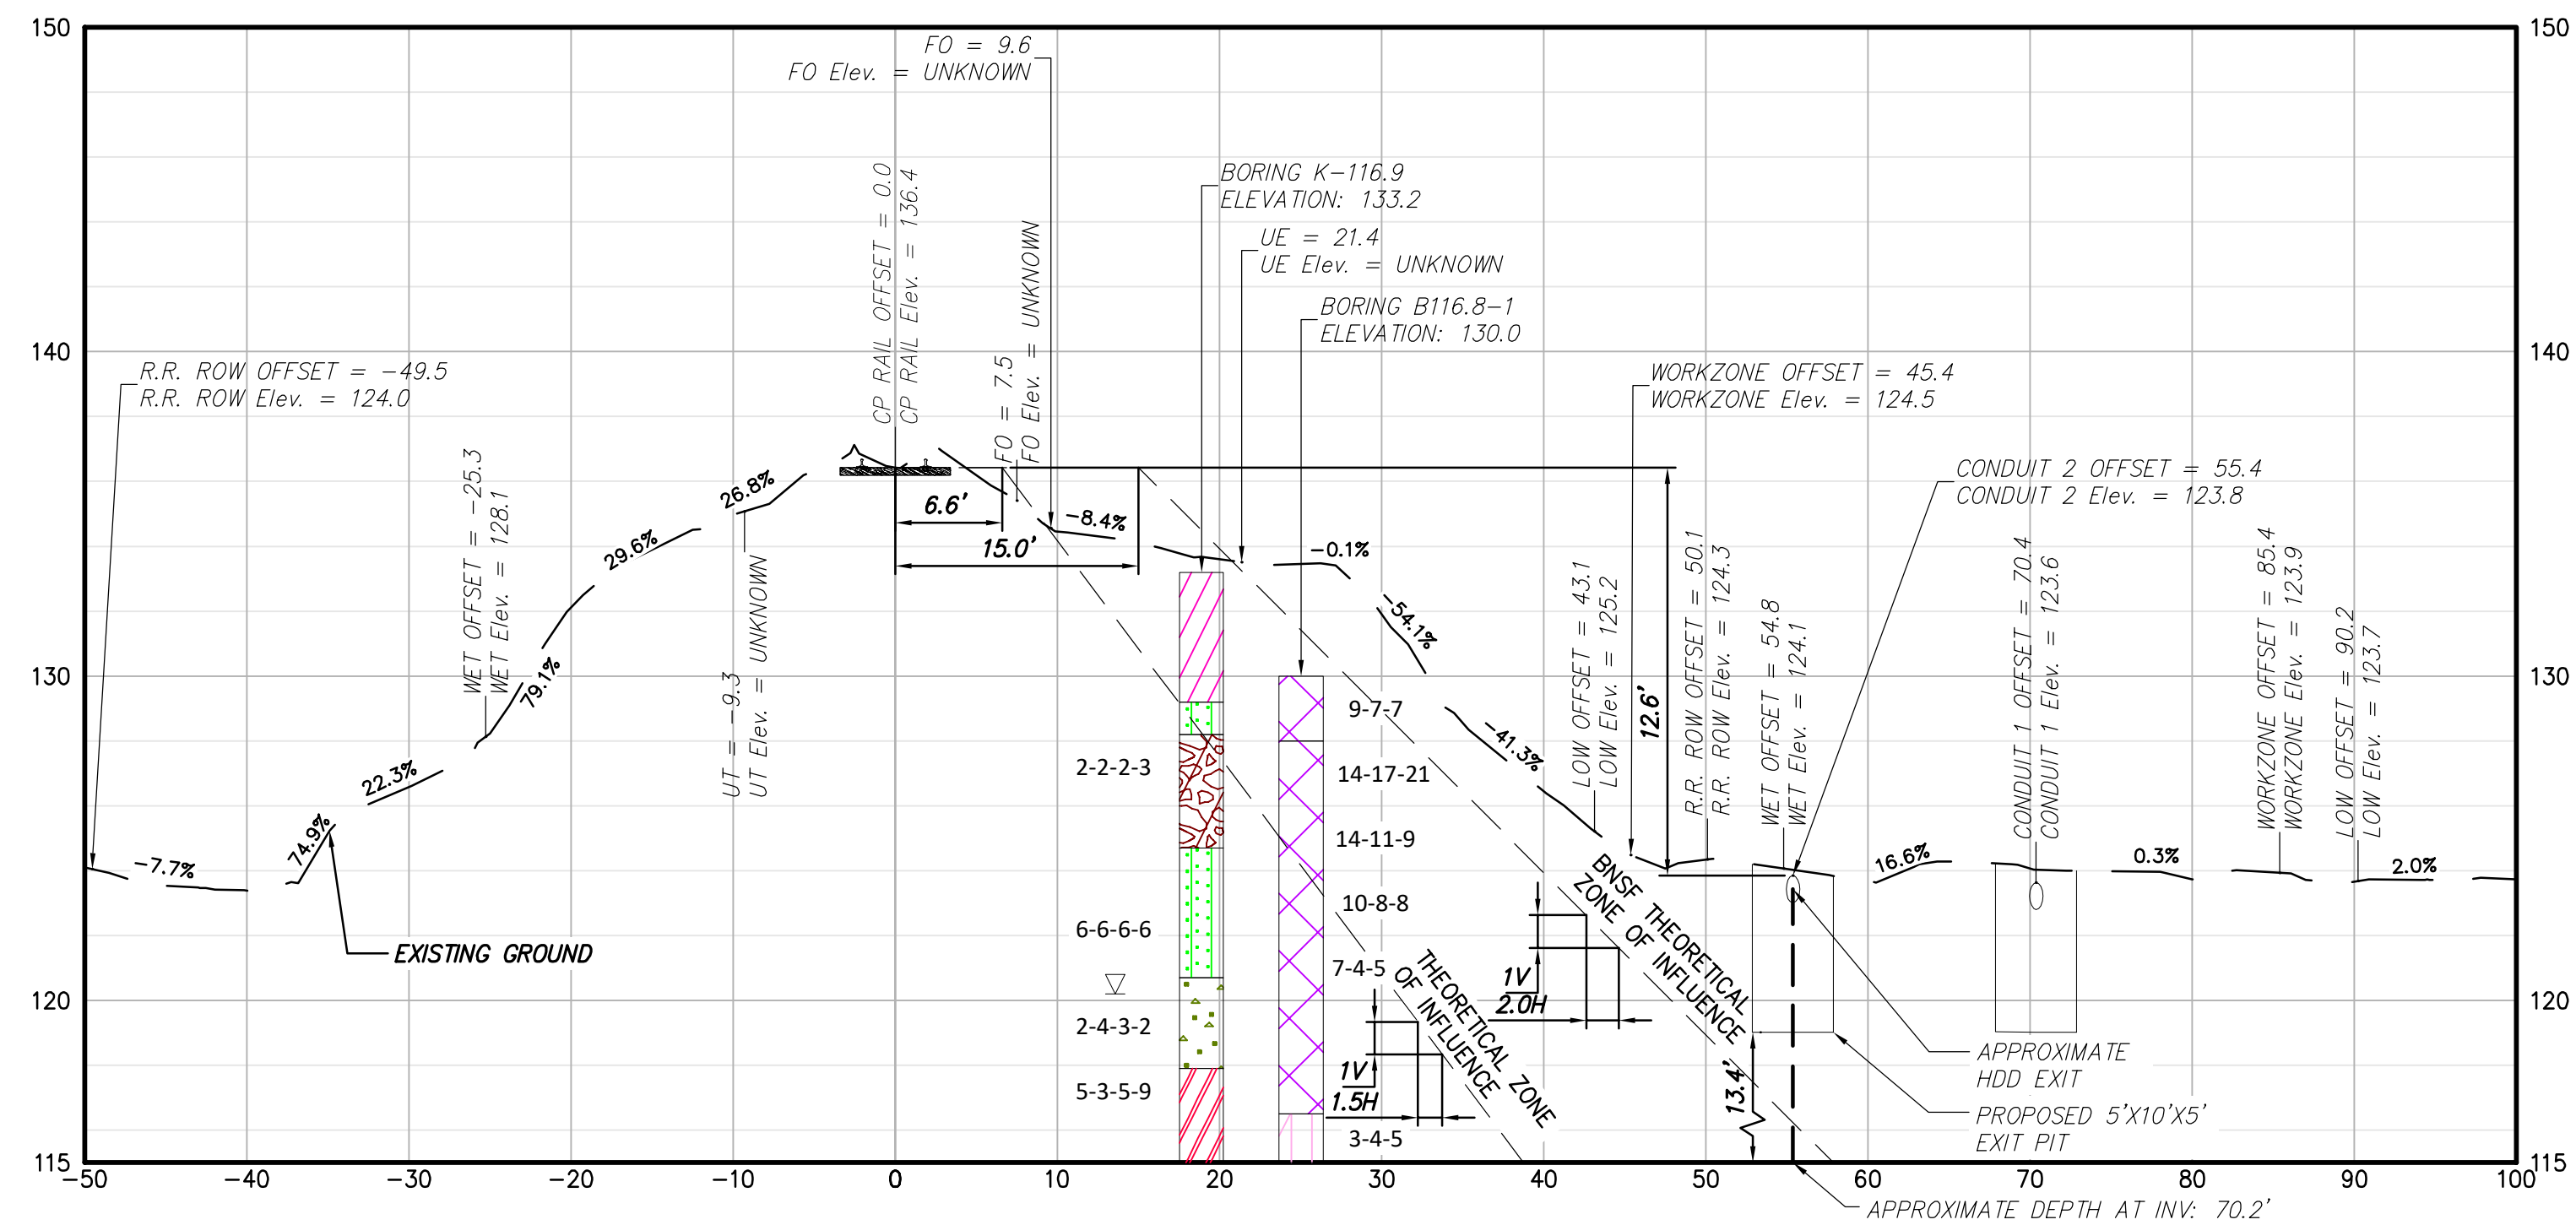 150
150
FO = 9.6
FO Elev. = UNKNOWN
BORING K-116.9
ELEVATION: 133.2
CP RAIL OFFSET = 0.0
CP RAIL Elev. = 136.4
FO = 7.5
FO Elev. = UNKNOWN
UE = 21.4
UE Elev. = UNKNOWN
BORING B116.8-1
ELEVATION: 130.0
140
140
R.R. ROW OFFSET = -49.5
R.R. ROW Elev. = 124.0
WORKZONE OFFSET = 45.4
WORKZONE Elev. = 124.5
WET OFFSET = -25.3
WET Elev. = 128.1
CONDUIT 2 OFFSET = 55.4
CONDUIT 2 Elev. = 123.8
26.8%
6.6'
-8.4%
29.6%
15.0'
-0.1%
UT = -9.3
UT Elev. = UNKNOWN
LOW OFFSET = 43.1
LOW Elev. = 125.2
R.R. ROW OFFSET = 50.1
R.R. ROW Elev. = 124.3
WET OFFSET = 54.8
WET Elev. = 124.1
CONDUIT 1 OFFSET = 70.4
CONDUIT 1 Elev. = 123.6
WORKZONE OFFSET = 85.4
WORKZONE Elev. = 123.9
LOW OFFSET = 90.2
LOW Elev. = 123.7
-54.1%
130
130
79.1%
12.6'
9-7-7
-41.3%
22.3%
2-2-2-3
14-17-21
74.9%
14-11-9
-7.7%
16.6%
0.3%
2.0%
10-8-8
BNSF THEORETICAL
ZONE OF INFLUENCE
6-6-6-6
EXISTING GROUND
7-4-5
THEORETICAL ZONE
OF INFLUENCE
1V
2.0H
120
120
2-4-3-2
APPROXIMATE
HDD EXIT
1V
1.5H
13.4'
5-3-5-9
PROPOSED 5'X10'X5'
EXIT PIT
3-4-5
115
115
-50
-40
-30
-20
-10
0
10
20
30
40
50
60
70
80
90
100
APPROXIMATE DEPTH AT INV: 70.2'